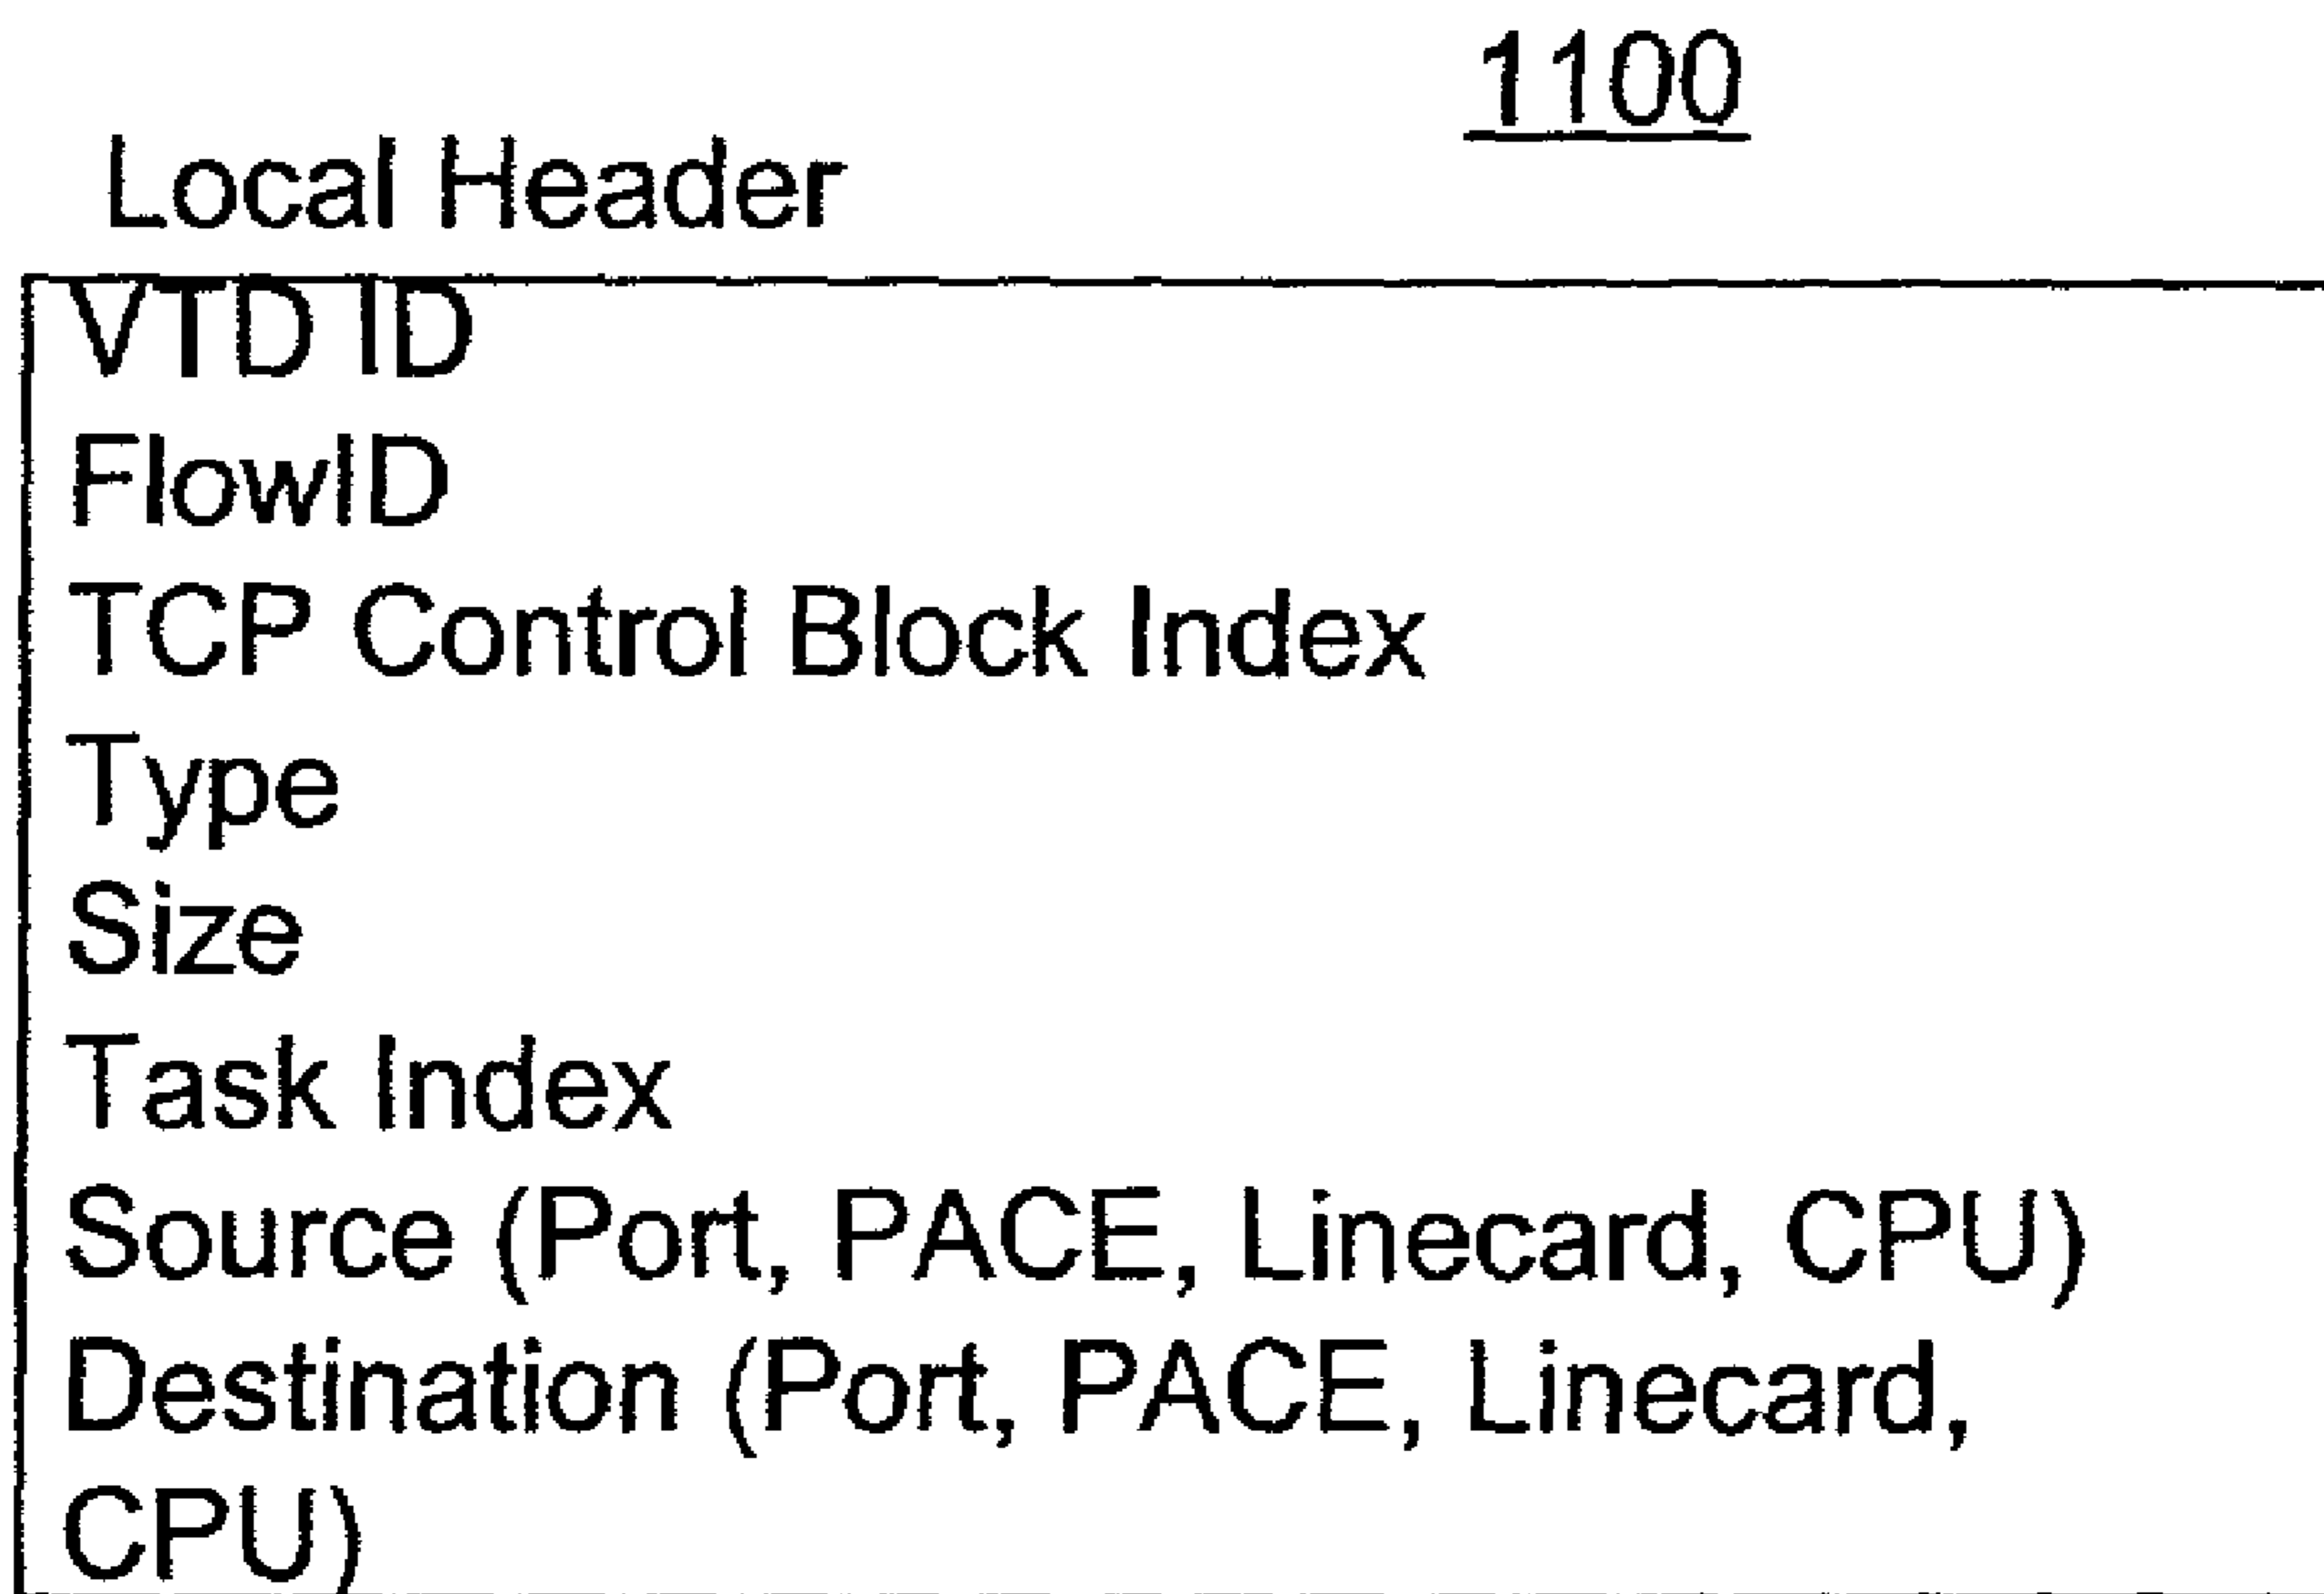 1100
Local Header
VTD ID
FlowID
TCP Control Block Index
Type
Size
Task Index
Source (Port, PACE, Linecard, CPU)
Destination (Port, PACE, Linecard,
CPU)